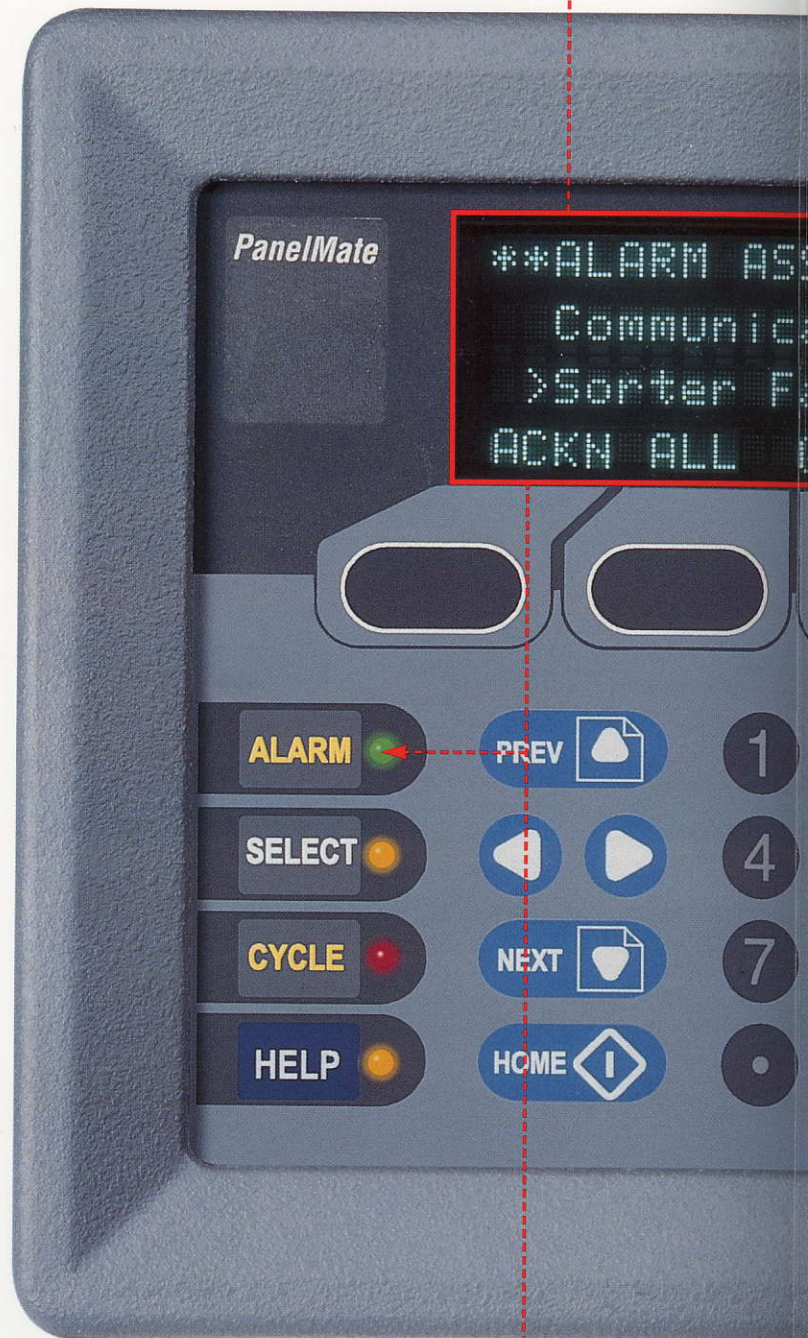 PanelMate
**ALARM AS
Communic
>Sorter F
ACKN ALL
ALARM
PREV
1
SELECT
4
CYCLE
NEXT
7
HELP
HOME